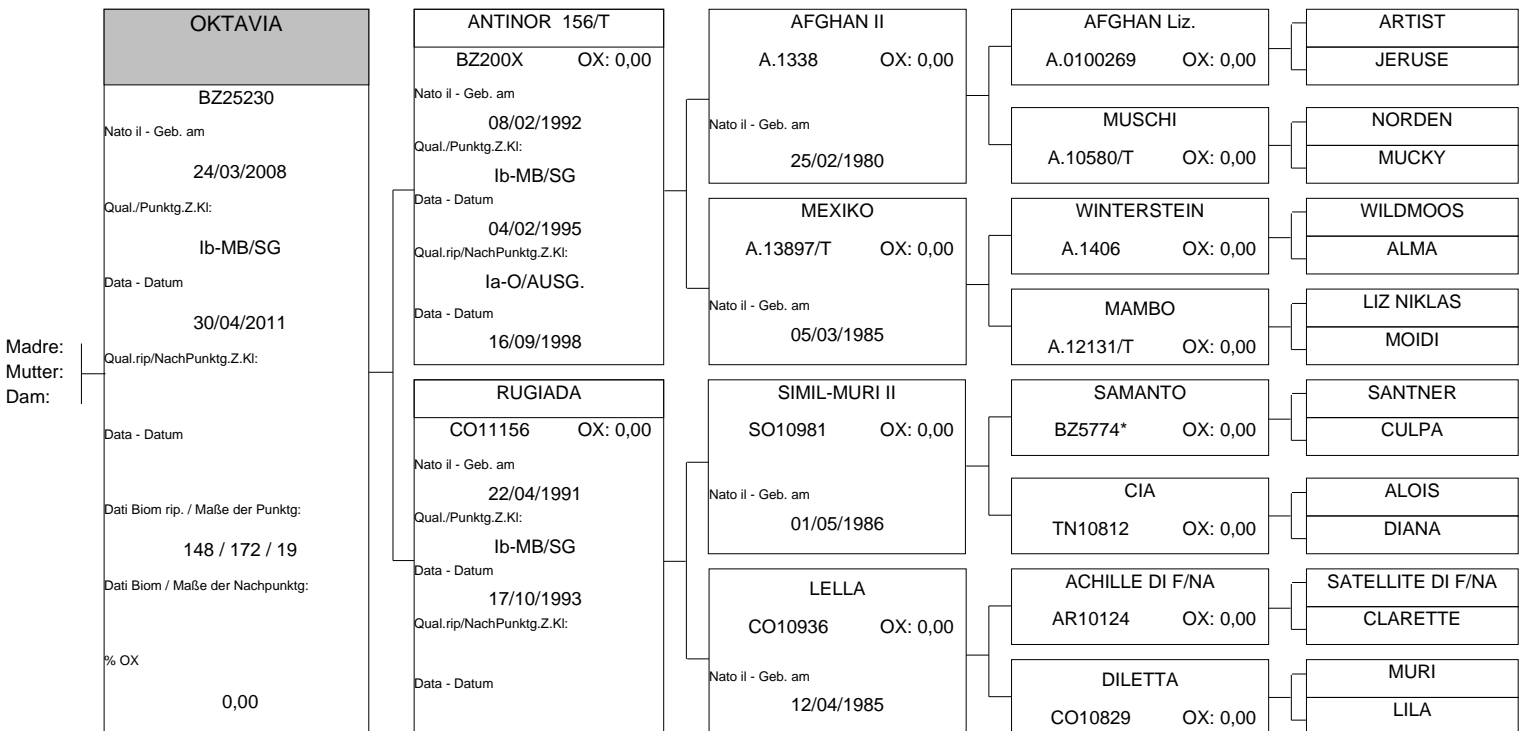 Madre:
Mutter:
Dam:
OKTAVIA
BZ25230
Nato il - Geb. am
24/03/2008
Qual./Punktg.Z.Kl:
Ib-MB/SG
Data - Datum
30/04/2011
Qual.rip/NachPunktg.Z.Kl:
Data - Datum
Dati Biom rip. / Maße der Punktg:
148 / 172 / 19
Dati Biom / Maße der Nachpunktg:
% OX
0,00
ANTINOR 156/T
BZ200X OX: 0,00
Nato il - Geb. am
08/02/1992
Qual./Punktg.Z.Kl:
Ib-MB/SG
Data - Datum
04/02/1995
Qual.rip/NachPunktg.Z.Kl:
Ia-O/AUSG.
Data - Datum
16/09/1998
RUGIADA
CO11156 OX: 0,00
Nato il - Geb. am
22/04/1991
Qual./Punktg.Z.Kl:
Ib-MB/SG
Data - Datum
17/10/1993
Qual.rip/NachPunktg.Z.Kl:
Data - Datum
AFGHAN II
A.1338 OX: 0,00
Nato il - Geb. am
25/02/1980
MEXIKO
A.13897/T OX: 0,00
Nato il - Geb. am
05/03/1985
SIMIL-MURI II
SO10981 OX: 0,00
Nato il - Geb. am
01/05/1986
LELLA
CO10936 OX: 0,00
Nato il - Geb. am
12/04/1985
AFGHAN Liz.
A.0100269 OX: 0,00
MUSCHI
A.10580/T OX: 0,00
WINTERSTEIN
A.1406 OX: 0,00
MAMBO
A.12131/T OX: 0,00
SAMANTO
BZ5774* OX: 0,00
CIA
TN10812 OX: 0,00
ACHILLE DI F/NA
AR10124 OX: 0,00
DILETTA
CO10829 OX: 0,00
ARTIST
JERUSE
NORDEN
MUCKY
WILDMOOS
ALMA
LIZ NIKLAS
MOIDI
SANTNER
CULPA
ALOIS
DIANA
SATELLITE DI F/NA
CLARETTE
MURI
LILA